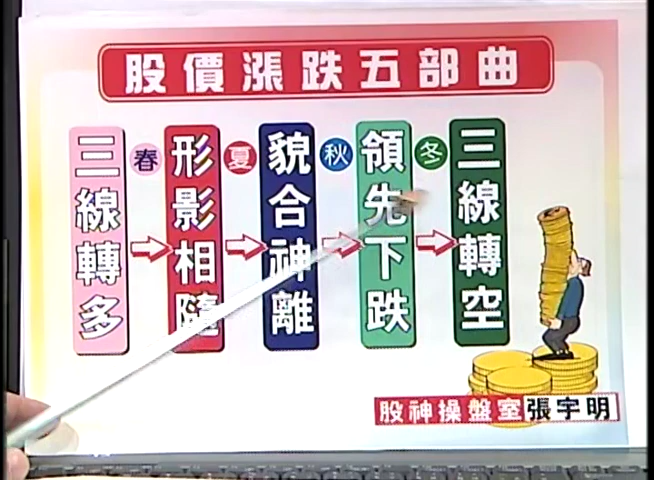 股價漲跌五部曲
三線轉多
春
形影相隨
夏
貌合神離
秋
領先下跌
冬
三線轉空
股神操盤室 張宇明